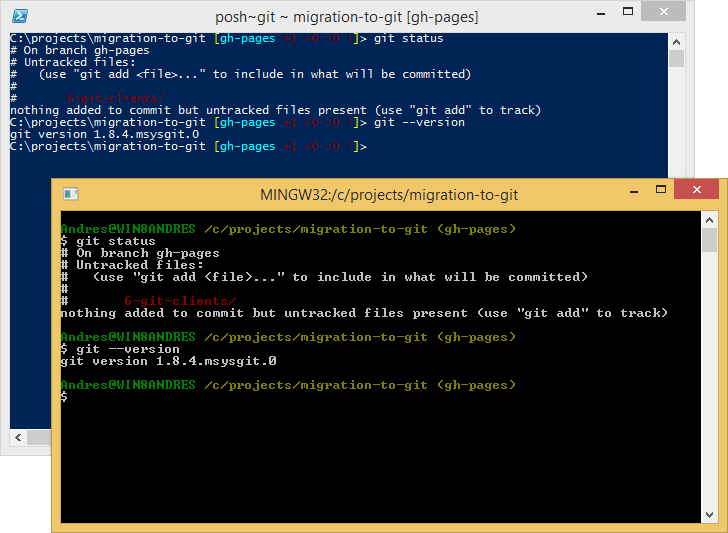 posh~git ~ migration-to-git [gh-pages]
C:\projects\migration-to-git [gh-pages +1 ~0 -0 !]> git status
# On branch gh-pages
# Untracked files:
#   (use "git add <file>..." to include in what will be committed)
#
#       6-git-clients/
nothing added to commit but untracked files present (use "git add" to track)
C:\projects\migration-to-git [gh-pages +1 ~0 -0 !]> git --version
git version 1.8.4.msysgit.0
C:\projects\migration-to-git [gh-pages +1 ~0 -0 !]>
MINGW32:/c/projects/migration-to-git
Andres@WIN8ANDRES /c/projects/migration-to-git (gh-pages)
$ git status
# On branch gh-pages
# Untracked files:
#   (use "git add <file>..." to include in what will be committed)
#
#       6-git-clients/
nothing added to commit but untracked files present (use "git add" to track)
Andres@WIN8ANDRES /c/projects/migration-to-git (gh-pages)
$ git --version
git version 1.8.4.msysgit.0
Andres@WIN8ANDRES /c/projects/migration-to-git (gh-pages)
$